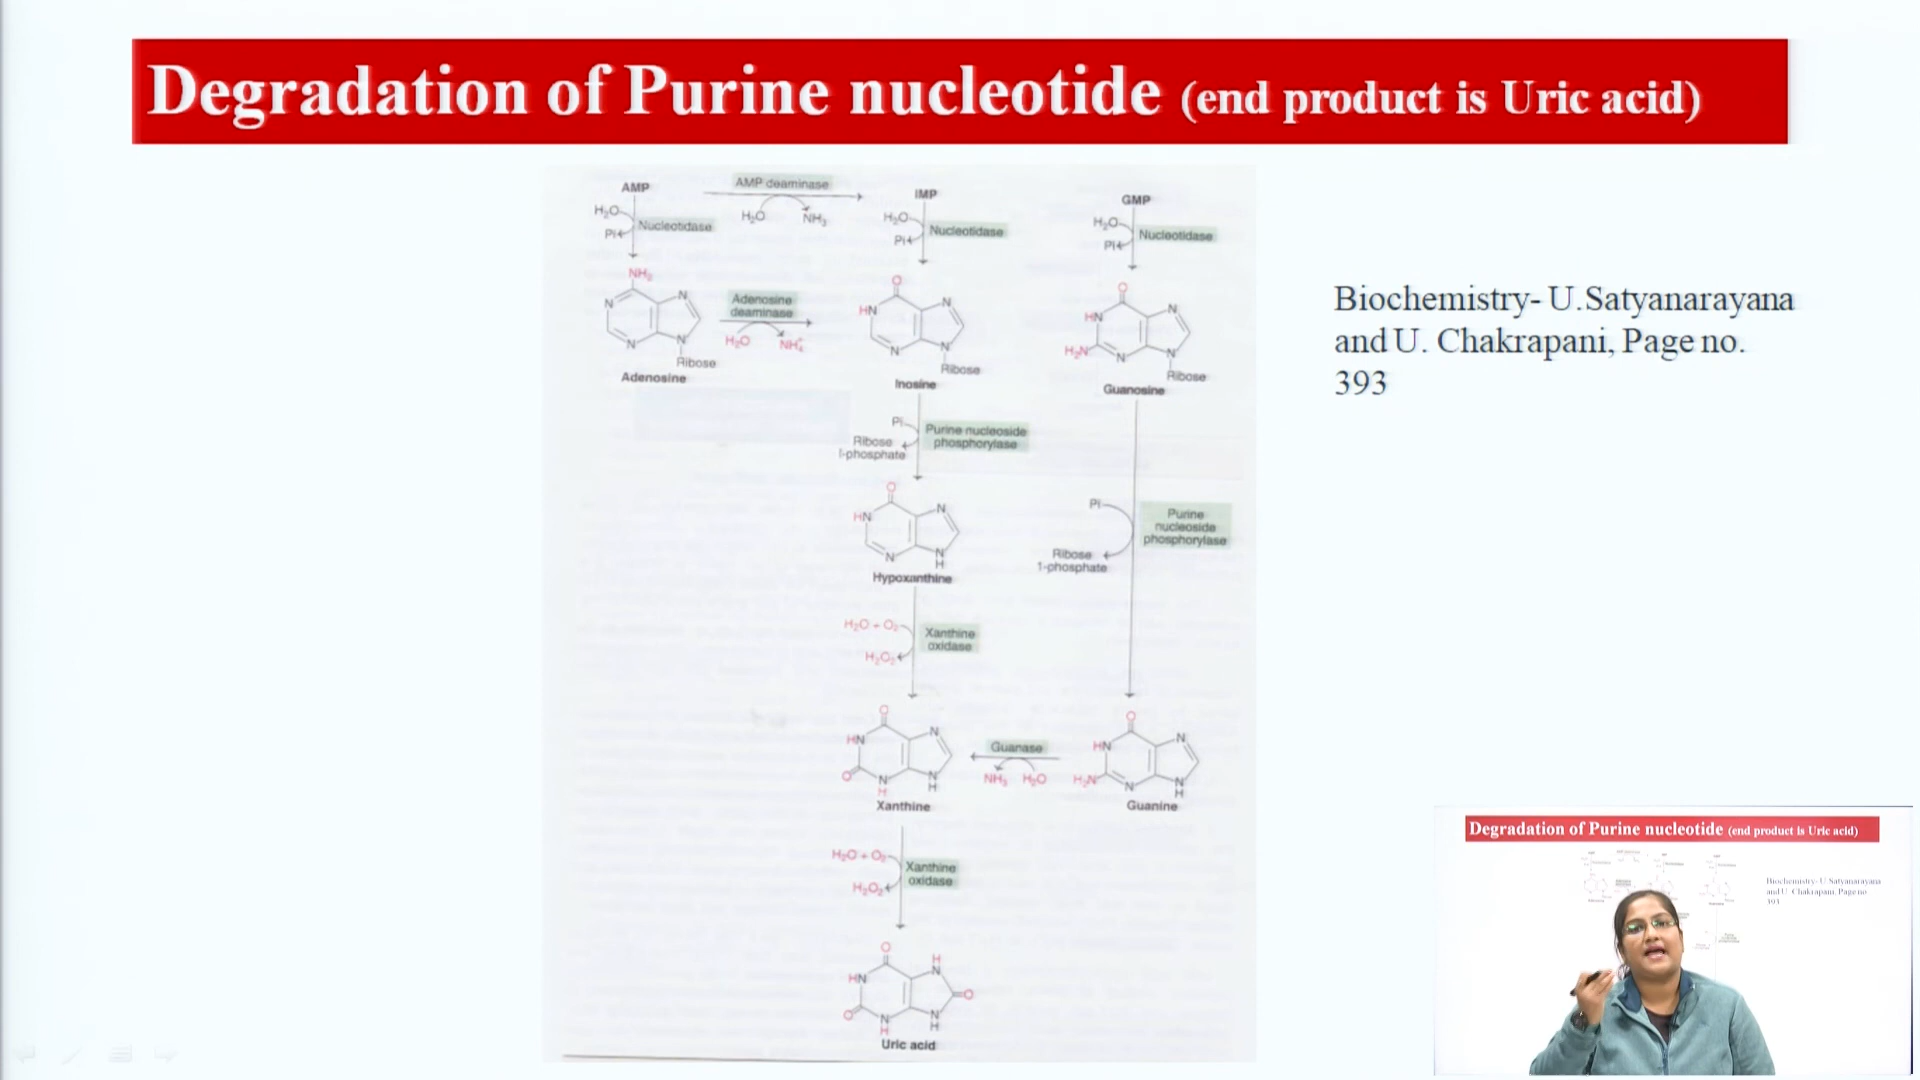 Degradation of Purine nucleotide (end product is Uric acid)
AMP
AMP deaminase
IMP
GMP
H₂O
Nucleotidase
Pi
H₂O
NH₃
H₂O
Nucleotidase
Pi
H₂O
Nucleotidase
Pi
NH₂
N
N
N
N
Ribose
Adenosine
Adenosine
deaminase
H₂O
NH₄⁺
O
HN
N
N
N
Ribose
Inosine
O
HN
N
H₂N
N
N
Ribose
Guanosine
Biochemistry- U.Satyanarayana
and U. Chakrapani, Page no.
393
Pi
Purine nucleoside
phosphorylase
Ribose
1-phosphate
O
HN
N
N
N
H
Hypoxanthine
Pi
Purine
nucleoside
phosphorylase
Ribose
1-phosphate
H₂O + O₂
Xanthine
oxidase
H₂O₂
O
HN
N
O
N
H
N
H
Xanthine
Guanase
NH₃
H₂O
O
HN
N
H₂N
N
N
H
Guanine
H₂O + O₂
Xanthine
oxidase
H₂O₂
O
HN
H
N
O
O
N
H
N
H
Uric acid
Degradation of Purine nucleotide (end product is Uric acid)
Biochemistry- U.Satyanarayana
and U. Chakrapani, Page no
393